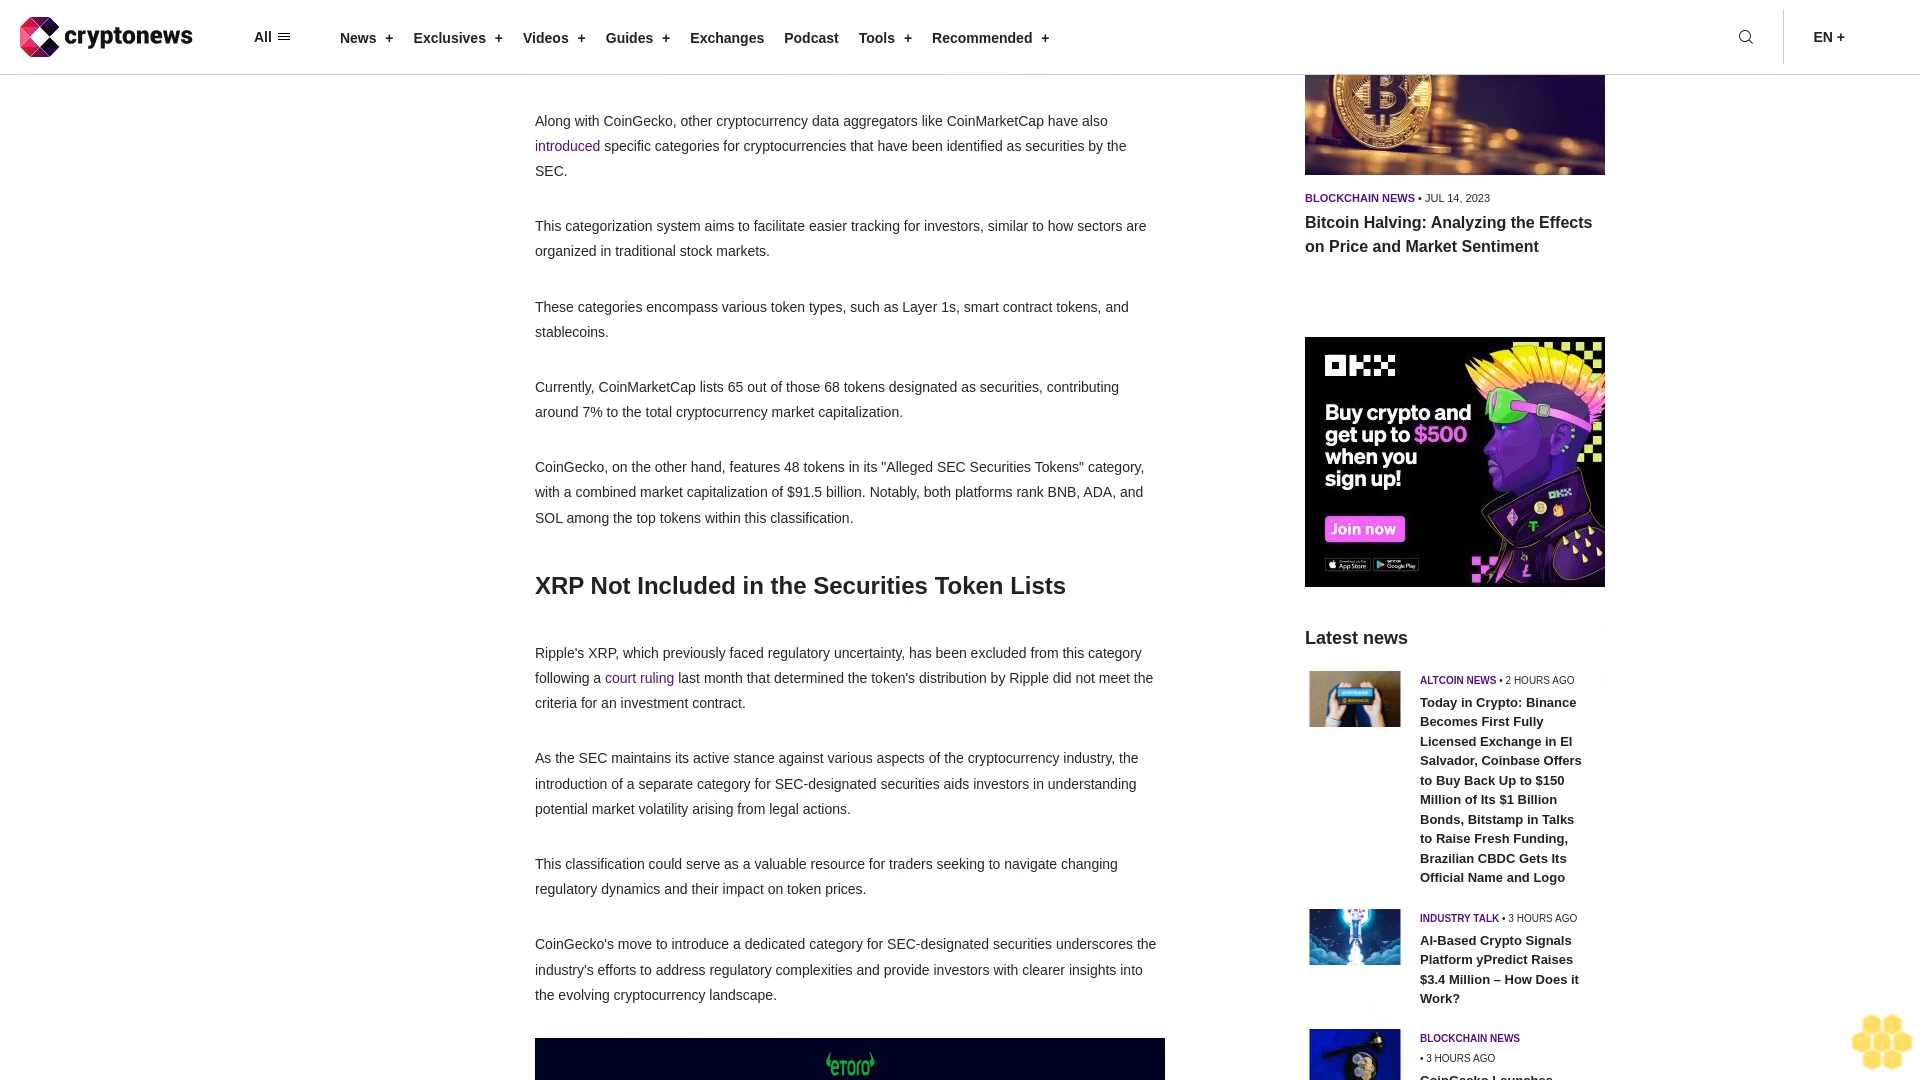 cryptonews
All
News +
Exclusives +
Videos +
Guides +
Exchanges
Podcast
Tools +
Recommended +
EN +
Along with CoinGecko, other cryptocurrency data aggregators like CoinMarketCap have also
introduced specific categories for cryptocurrencies that have been identified as securities by the
SEC.
This categorization system aims to facilitate easier tracking for investors, similar to how sectors are
organized in traditional stock markets.
These categories encompass various token types, such as Layer 1s, smart contract tokens, and
stablecoins.
Currently, CoinMarketCap lists 65 out of those 68 tokens designated as securities, contributing
around 7% to the total cryptocurrency market capitalization.
CoinGecko, on the other hand, features 48 tokens in its "Alleged SEC Securities Tokens" category,
with a combined market capitalization of $91.5 billion. Notably, both platforms rank BNB, ADA, and
SOL among the top tokens within this classification.
XRP Not Included in the Securities Token Lists
Ripple's XRP, which previously faced regulatory uncertainty, has been excluded from this category
following a court ruling last month that determined the token's distribution by Ripple did not meet the
criteria for an investment contract.
As the SEC maintains its active stance against various aspects of the cryptocurrency industry, the
introduction of a separate category for SEC-designated securities aids investors in understanding
potential market volatility arising from legal actions.
This classification could serve as a valuable resource for traders seeking to navigate changing
regulatory dynamics and their impact on token prices.
CoinGecko's move to introduce a dedicated category for SEC-designated securities underscores the
industry's efforts to address regulatory complexities and provide investors with clearer insights into
the evolving cryptocurrency landscape.
eToro
BLOCKCHAIN NEWS • JUL 14, 2023
Bitcoin Halving: Analyzing the Effects
on Price and Market Sentiment
OKX
Buy crypto and
get up to $500
when you
sign up!
Join now
App Store
Google Play
OKX
Latest news
ALTCOIN NEWS • 2 HOURS AGO
Today in Crypto: Binance
Becomes First Fully
Licensed Exchange in El
Salvador, Coinbase Offers
to Buy Back Up to $150
Million of Its $1 Billion
Bonds, Bitstamp in Talks
to Raise Fresh Funding,
Brazilian CBDC Gets Its
Official Name and Logo
INDUSTRY TALK • 3 HOURS AGO
AI-Based Crypto Signals
Platform yPredict Raises
$3.4 Million – How Does it
Work?
BLOCKCHAIN NEWS
• 3 HOURS AGO
CoinGecko Launches